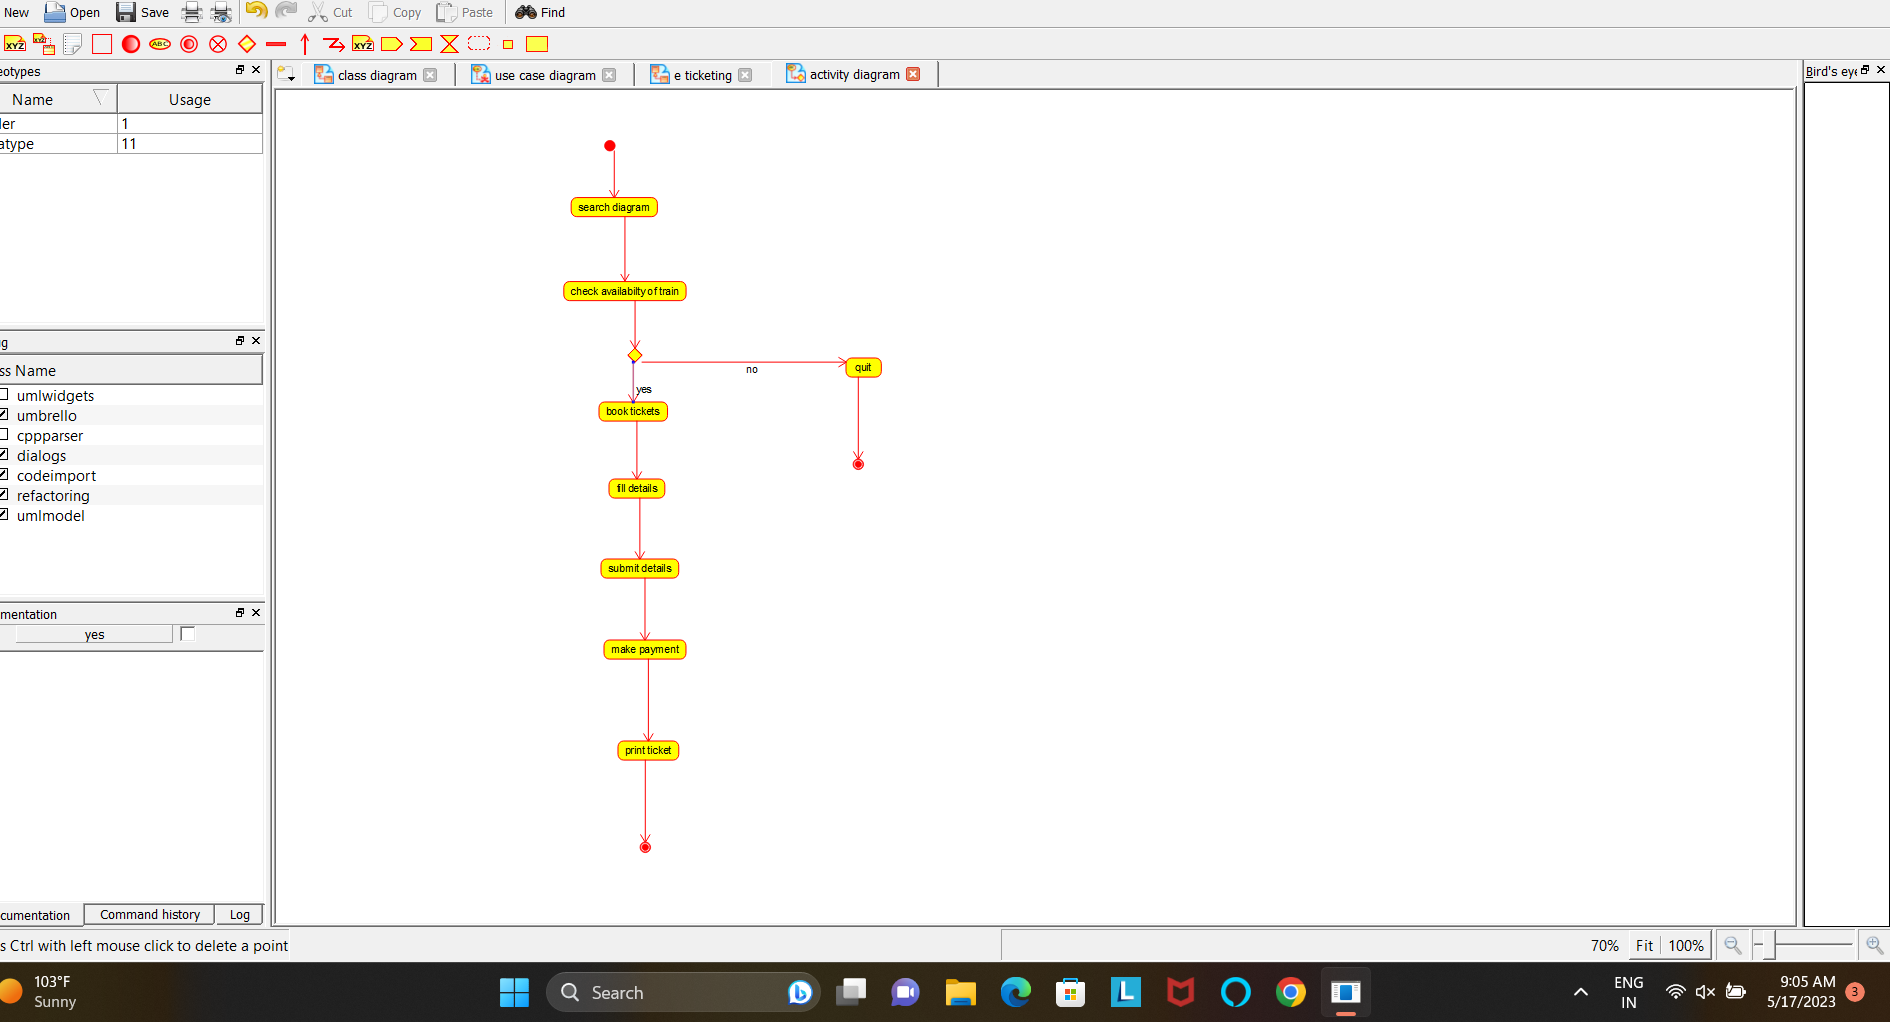 New Open Save Cut Copy Paste Find
XYZ XYZ ABC XYZ
eotypes
Name Usage
ler 1
atype 11
g
ss Name
umlwidgets
umbrello
cppparser
dialogs
codeimport
refactoring
umlmodel
mentation
yes
cumentation Command history Log
s Ctrl with left mouse click to delete a point
class diagram use case diagram e ticketing activity diagram
Bird's eye
search diagram
check availabilty of train
no
quit
yes
book tickets
fill details
submit details
make payment
print ticket
70% Fit 100%
103°F
Sunny
Search
L
ENG
IN
9:05 AM
5/17/2023
3